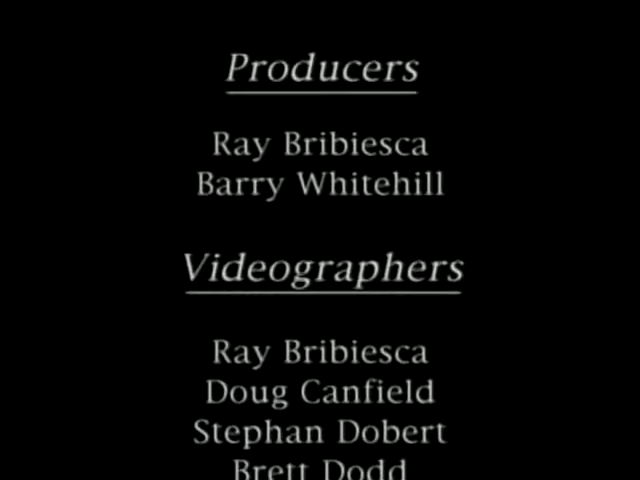 Producers
Ray Bribiesca
Barry Whitehill
Videographers
Ray Bribiesca
Doug Canfield
Stephan Dobert
Brett Dodd